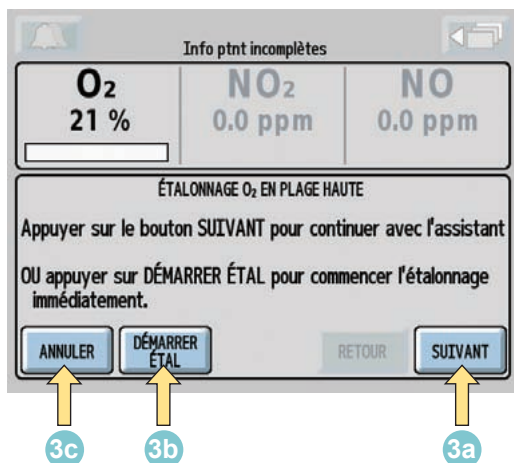 Info ptnt incomplètes
O₂ NO₂ NO
21 % 0.0 ppm 0.0 ppm
ÉTALONNAGE O₂ EN PLAGE HAUTE
Appuyer sur le bouton SUIVANT pour continuer avec l'assistant
OU appuyer sur DÉMARRER ÉTAL pour commencer l'étalonnage
immédiatement.
ANNULER
DÉMARRER
ÉTAL
RETOUR
SUIVANT
3c 3b 3a